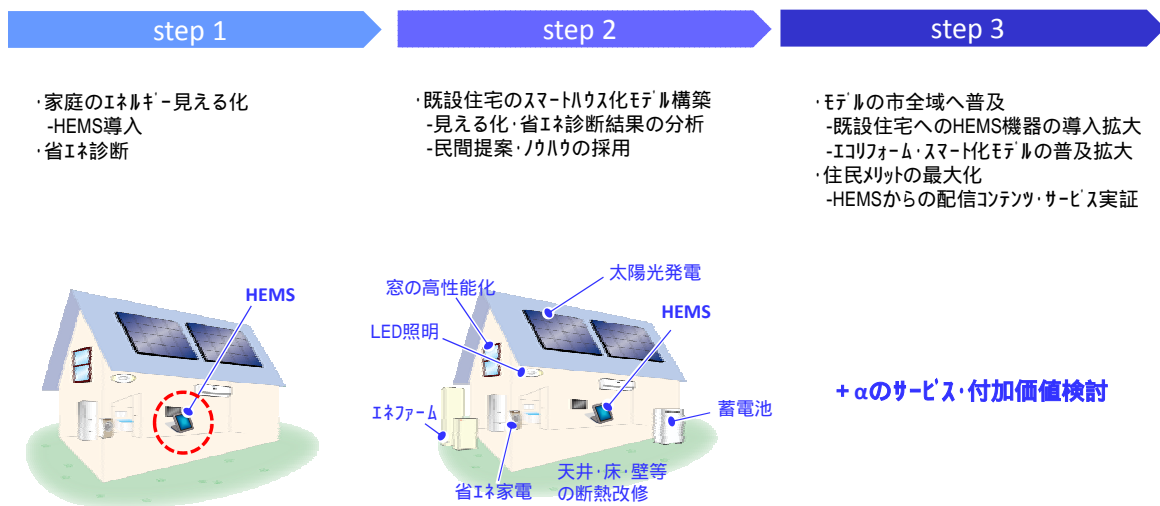 step 1
step 2
step 3
･家庭のｴﾈﾙｷﾞｰ見える化
-HEMS導入
･省ｴﾈ診断
･既設住宅のｽﾏｰﾄﾊｳｽ化ﾓﾃﾞﾙ構築
-見える化･省ｴﾈ診断結果の分析
-民間提案･ﾉｳﾊｳの採用
･ﾓﾃﾞﾙの市全域へ普及
-既設住宅へのHEMS機器の導入拡大
-ｴｺﾘﾌｫｰﾑ･ｽﾏｰﾄ化ﾓﾃﾞﾙの普及拡大
･住民ﾒﾘｯﾄの最大化
-HEMSからの配信ｺﾝﾃﾝﾂ･ｻｰﾋﾞｽ実証
HEMS
太陽光発電
窓の高性能化
HEMS
LED照明
ｴﾈﾌｧｰﾑ
蓄電池
省ｴﾈ家電
天井･床･壁等
の断熱改修
+αのｻｰﾋﾞｽ･付加価値検討